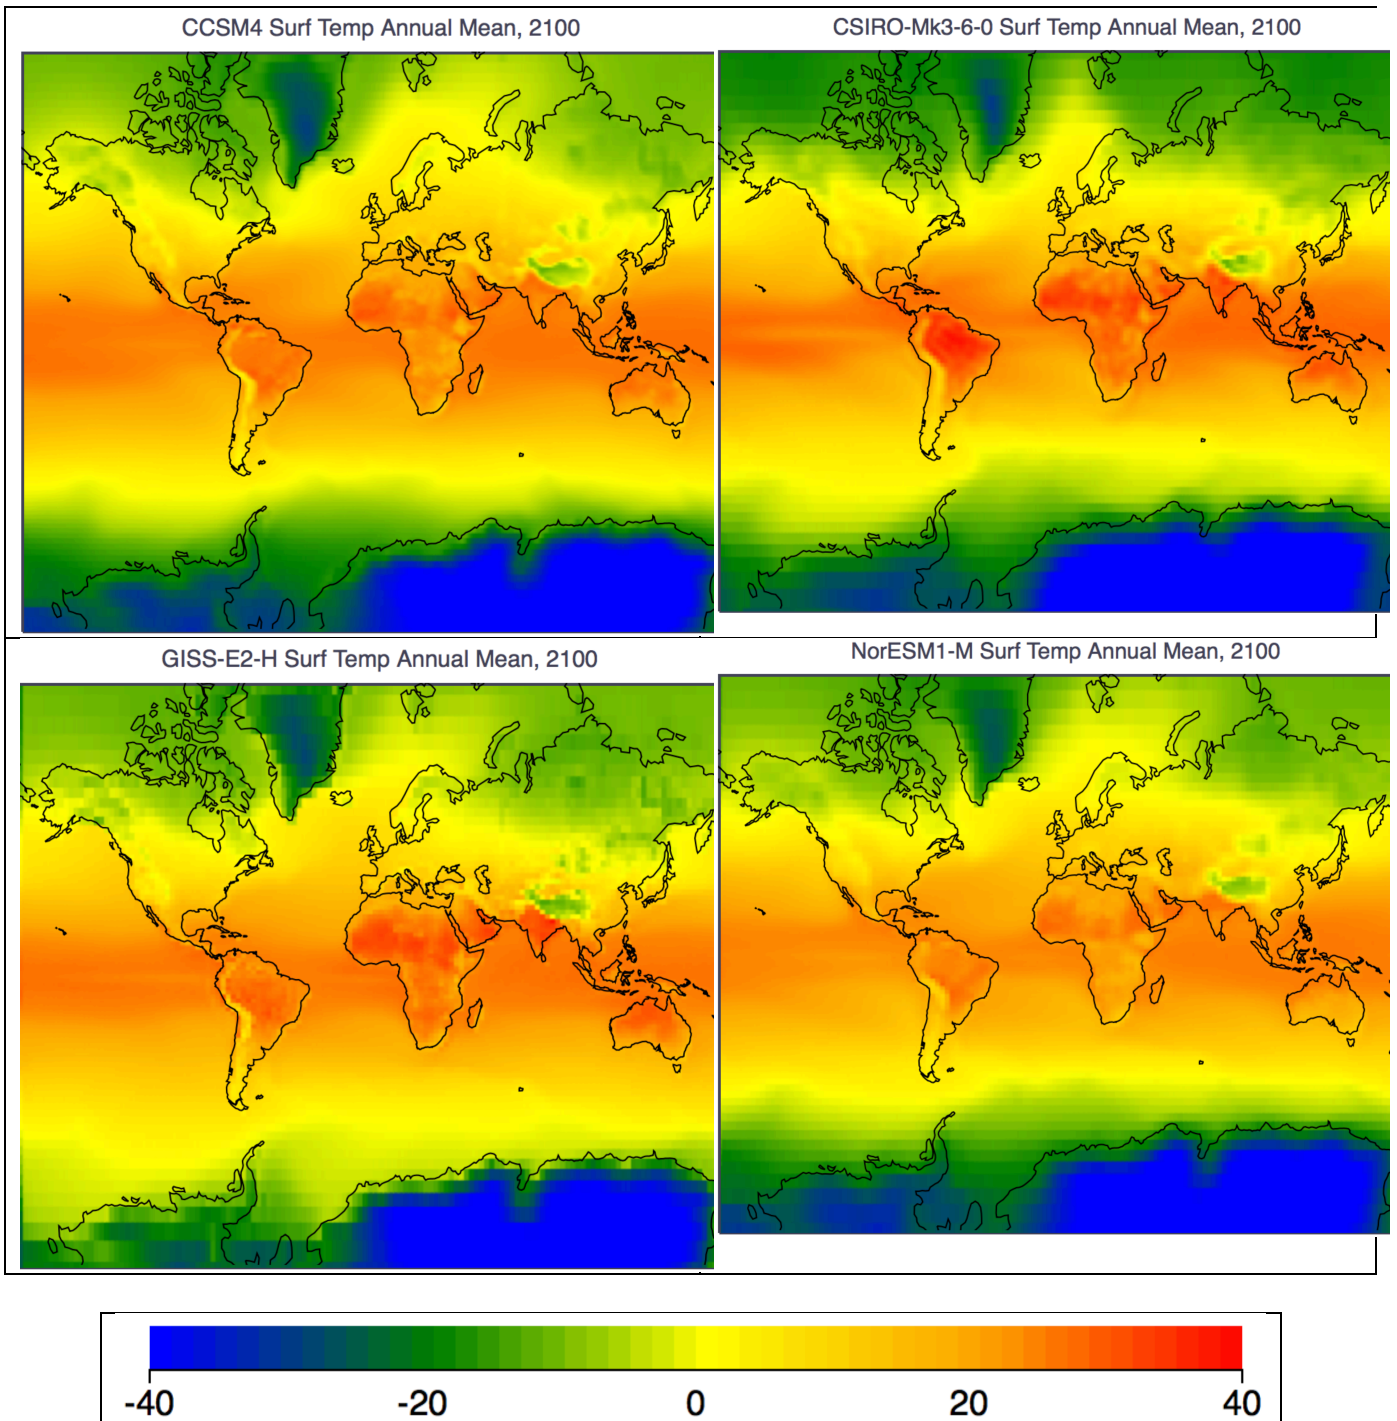 CCSM4 Surf Temp Annual Mean, 2100
CSIRO-Mk3-6-0 Surf Temp Annual Mean, 2100
GISS-E2-H Surf Temp Annual Mean, 2100
NorESM1-M Surf Temp Annual Mean, 2100
-40 -20 0 20 40